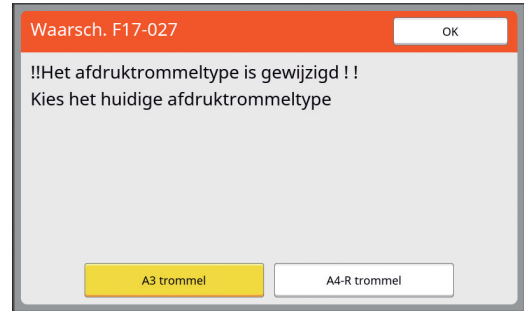 Waarsch. F17-027
OK
!!Het afdruktrommeltype is gewijzigd ! !
Kies het huidige afdruktrommeltype
A3 trommel
A4-R trommel